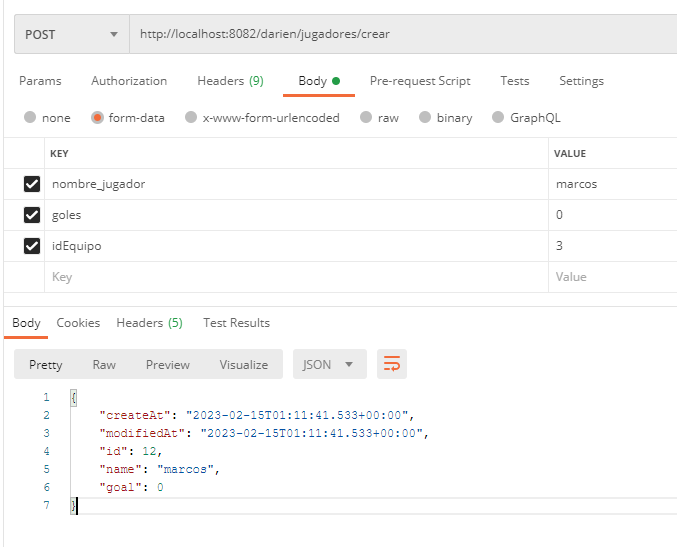 POST http://localhost:8082/darien/jugadores/crear
Params Authorization Headers (9) Body Pre-request Script Tests Settings
none form-data x-www-form-urlencoded raw binary GraphQL
KEY VALUE
nombre_jugador marcos
goles 0
idEquipo 3
Key Value
Body Cookies Headers (5) Test Results
Pretty Raw Preview Visualize JSON
1 {
2 "createAt": "2023-02-15T01:11:41.533+00:00",
3 "modifiedAt": "2023-02-15T01:11:41.533+00:00",
4 "id": 12,
5 "name": "marcos",
6 "goal": 0
7 }